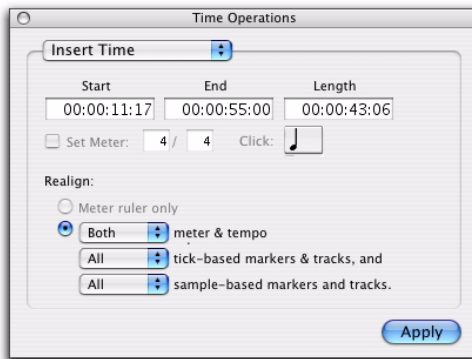 Time Operations
Insert Time
Start End Length
00:00:11:17 00:00:55:00 00:00:43:06
Set Meter: 4 / 4 Click:
Realign:
Meter ruler only
Both meter & tempo
All tick-based markers & tracks, and
All sample-based markers and tracks.
Apply